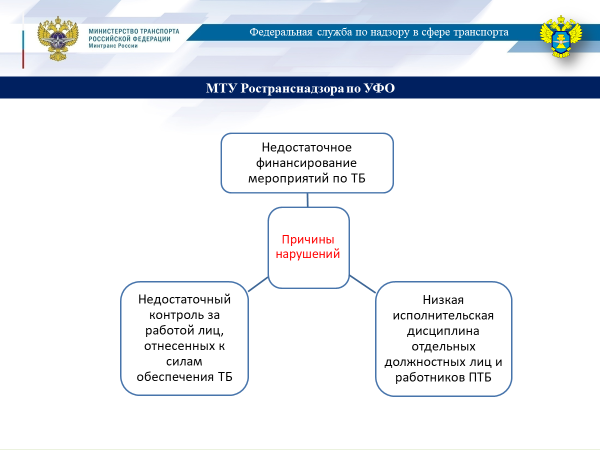 МИНИСТЕРСТВО ТРАНСПОРТА
РОССИЙСКОЙ ФЕДЕРАЦИИ
Минтранс России
Федеральная служба по надзору в сфере транспорта
МТУ Ространснадзора по УФО
Недостаточное
финансирование
мероприятий по ТБ
Причины
нарушений
Недостаточный
контроль за
работой лиц,
отнесенных к
силам
обеспечения ТБ
Низкая
исполнительская
дисциплина
отдельных
должностных лиц и
работников ПТБ